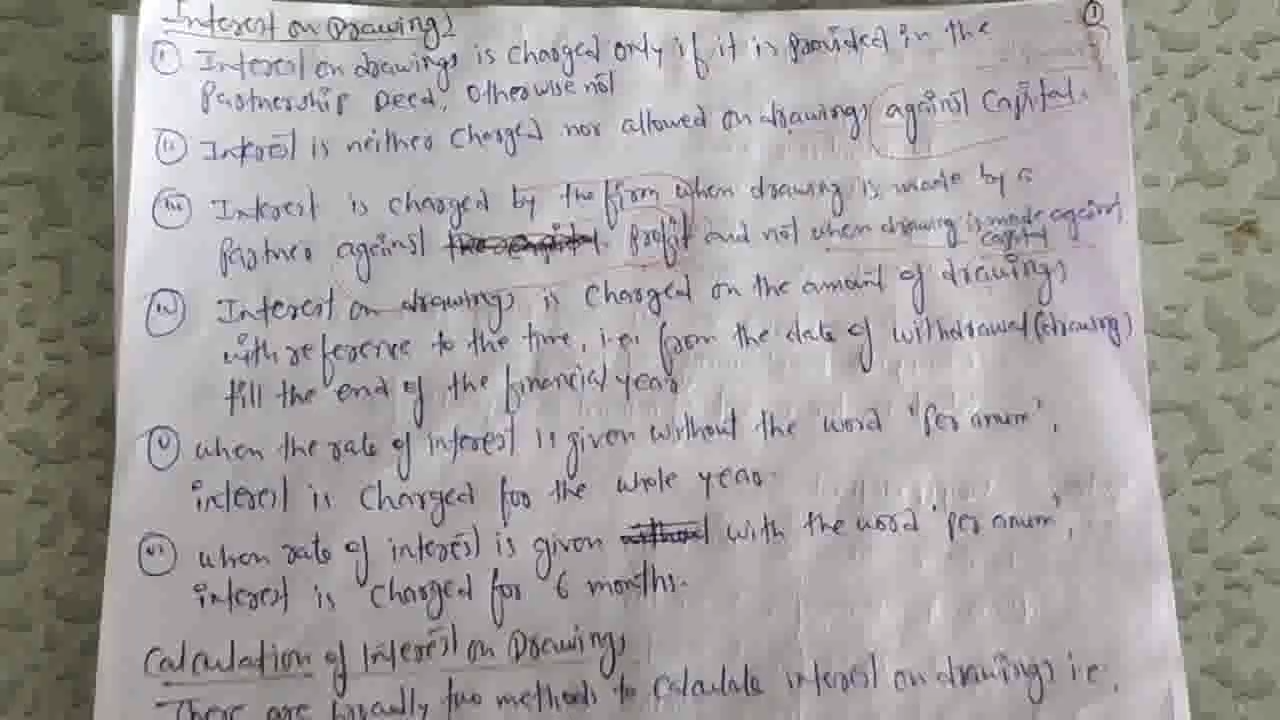 Interest on Drawings
①
(i) Interest on drawings is charged only if it is provided in the
Partnership Deed, otherwise not
(ii) Interest is neither charged nor allowed on drawings against Capital.
(iii) Interest is charged by the firm when drawing is made by a
Partner against profit and not when drawing is made against
capital
(iv) Interest on drawings is charged on the amount of drawings
with reference to the time, i.e. from the date of withdrawal (drawing)
till the end of the financial year
(v) when the rate of interest is given without the word 'Per anum',
interest is charged for the whole year.
(vi) when rate of interest is given with the word 'per anum',
interest is charged for 6 months.
Calculation of Interest on Drawings
There are broadly two methods to calculate interest on drawings i.e.